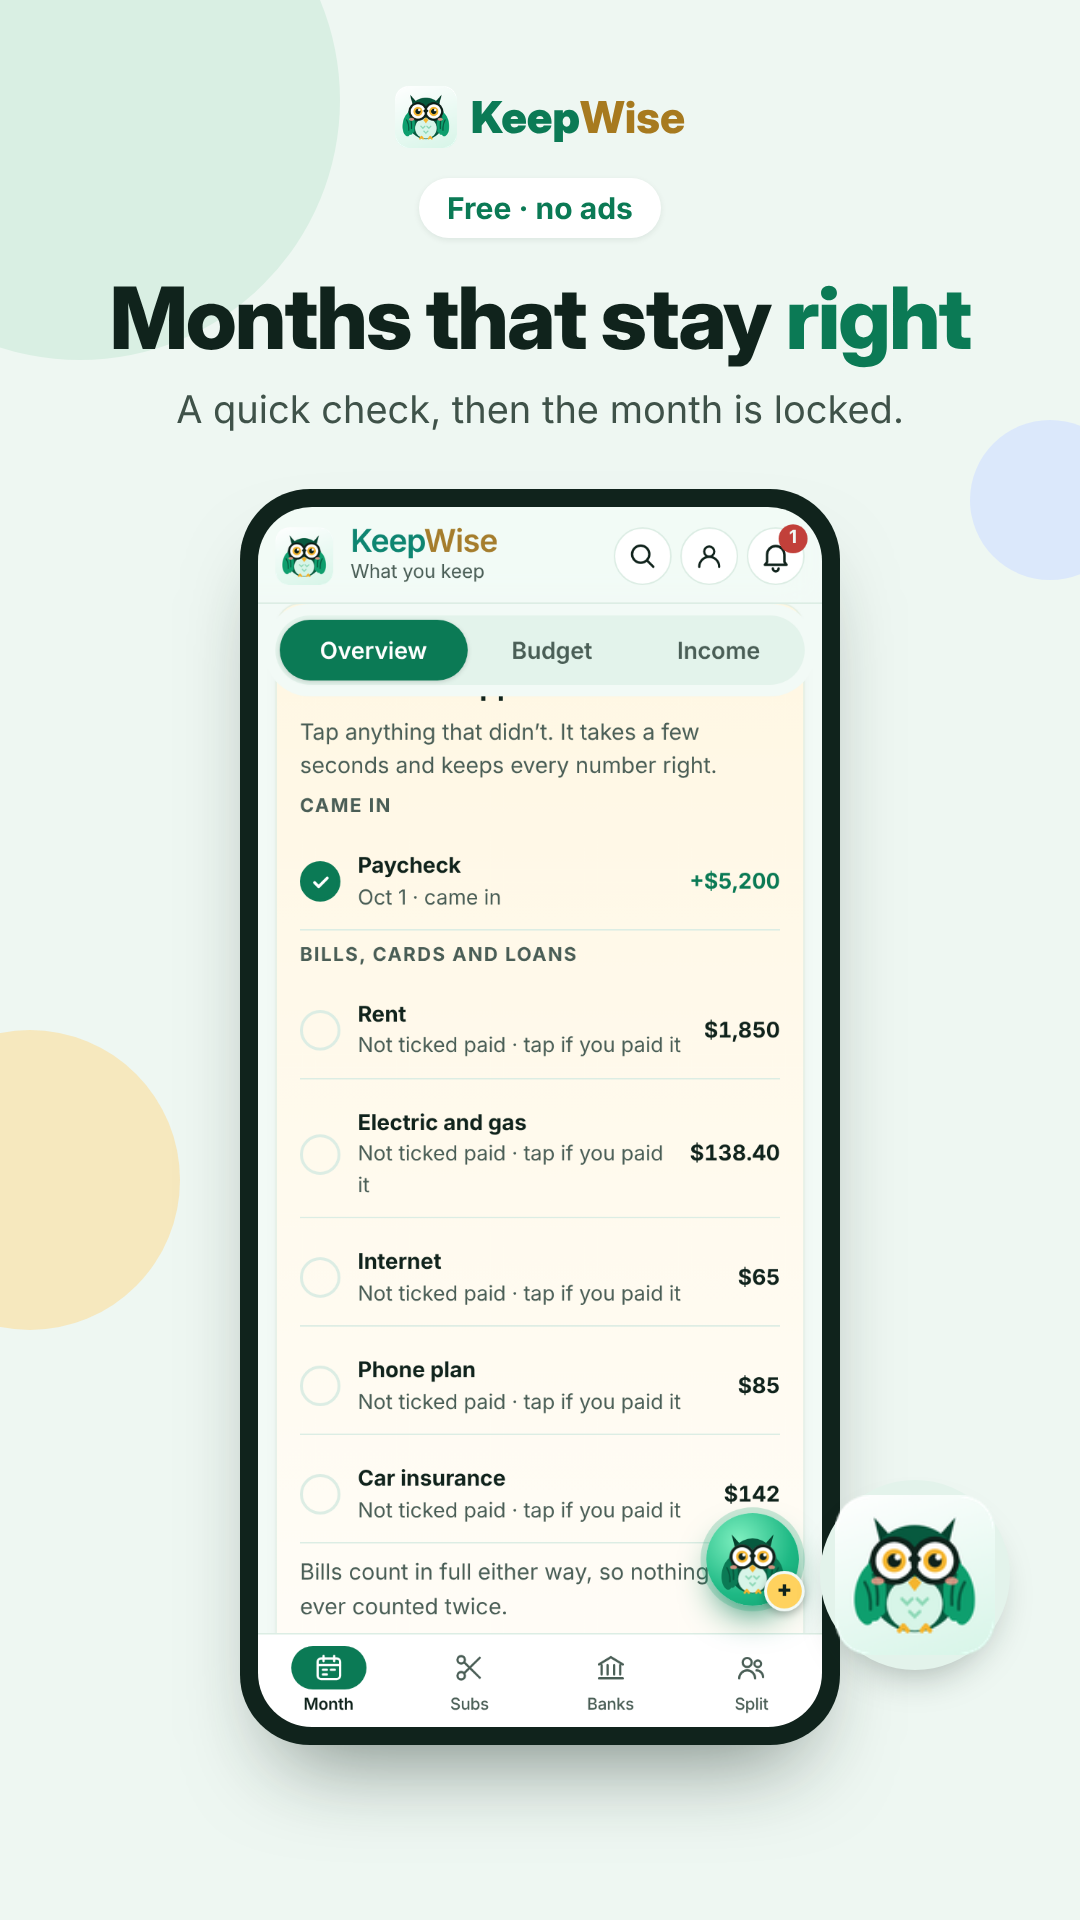 KeepWise
Free · no ads
Months that stay right
A quick check, then the month is locked.
KeepWise
What you keep
1
Overview
Budget
Income
Tap anything that didn’t. It takes a few
seconds and keeps every number right.
CAME IN
Paycheck
Oct 1 · came in
+$5,200
BILLS, CARDS AND LOANS
Rent
Not ticked paid · tap if you paid it
$1,850
Electric and gas
Not ticked paid · tap if you paid
it
$138.40
Internet
Not ticked paid · tap if you paid it
$65
Phone plan
Not ticked paid · tap if you paid it
$85
Car insurance
Not ticked paid · tap if you paid it
$142
Bills count in full either way, so nothing
ever counted twice.
+
Month
Subs
Banks
Split